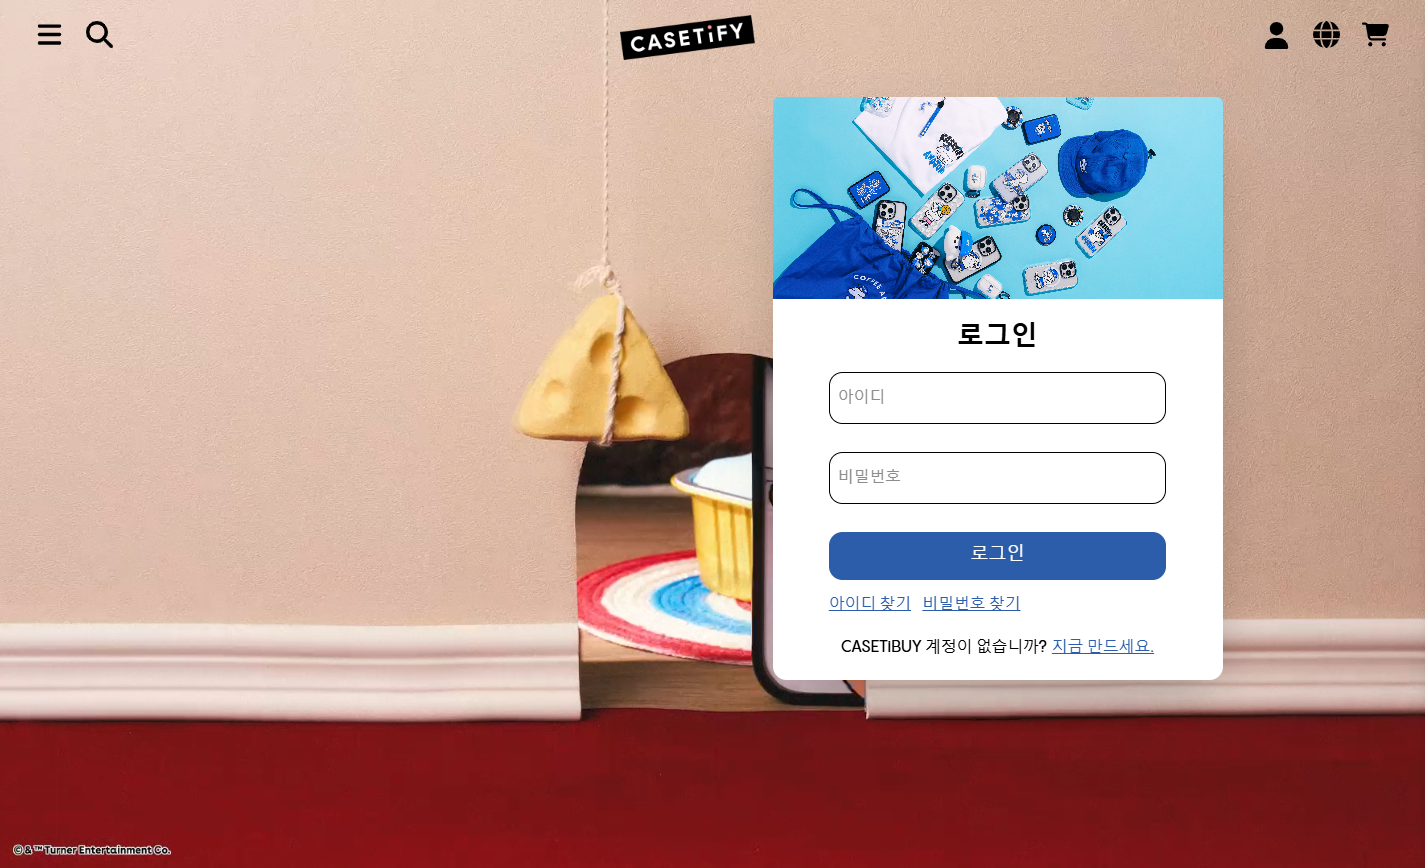 CASETiFY
로그인
아이디
비밀번호
로그인
아이디 찾기 비밀번호 찾기
CASETIBUY 계정이 없습니까? 지금 만드세요.
© & ™ Turner Entertainment Co.